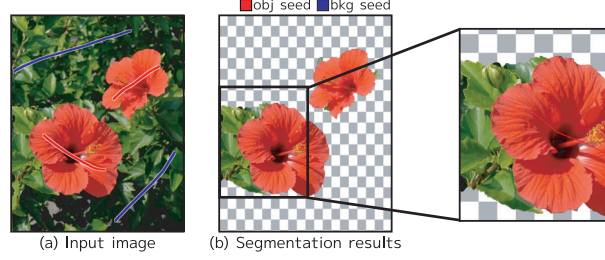 obj seed bkg seed
(a) Input image
(b) Segmentation results